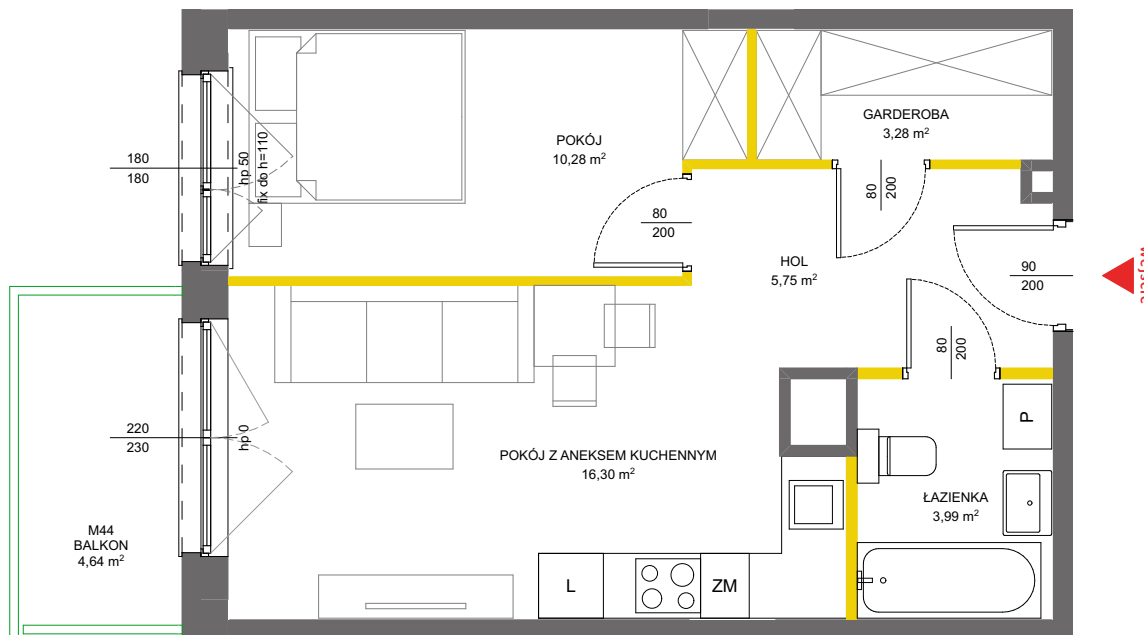 GARDEROBA
3,28 m²
POKÓJ
10,28 m²
180
180
hp 50
fix do h=110
80
200
80
200
HOL
5,75 m²
90
200
wejście
80
200
220
230
hp 0
POKÓJ Z ANEKSEM KUCHENNYM
16,30 m²
P
ŁAZIENKA
3,99 m²
M44
BALKON
4,64 m²
L
ZM